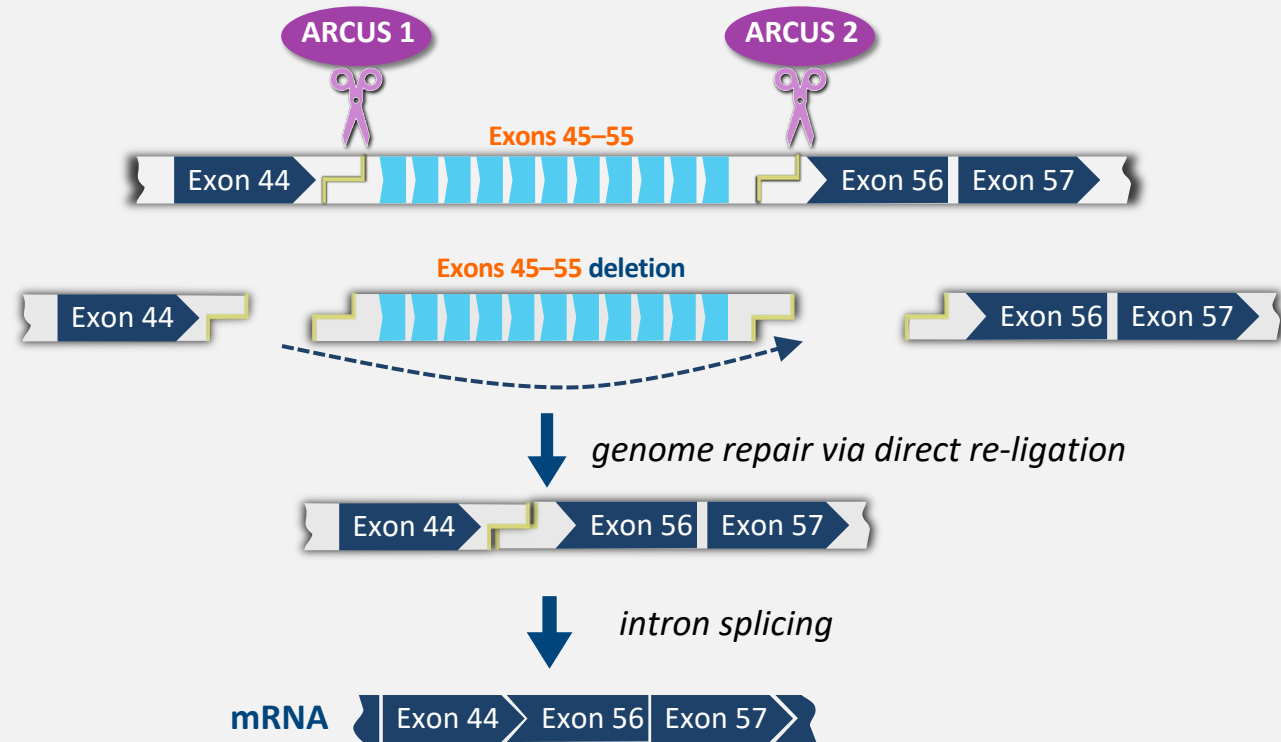 ARCUS 1
ARCUS 2
Exons 45–55
Exon 44
Exon 56
Exon 57
Exons 45–55 deletion
Exon 44
Exon 56
Exon 57
genome repair via direct re-ligation
Exon 44
Exon 56
Exon 57
intron splicing
mRNA
Exon 44
Exon 56
Exon 57